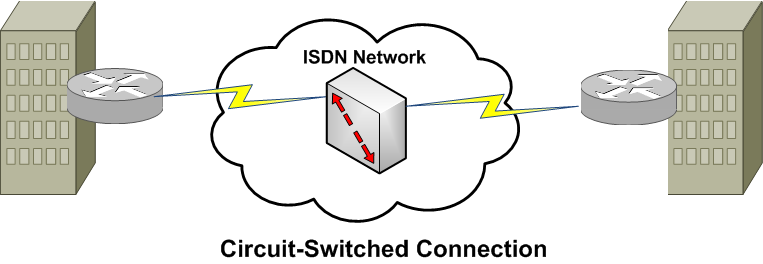 ISDN Network
Circuit-Switched Connection